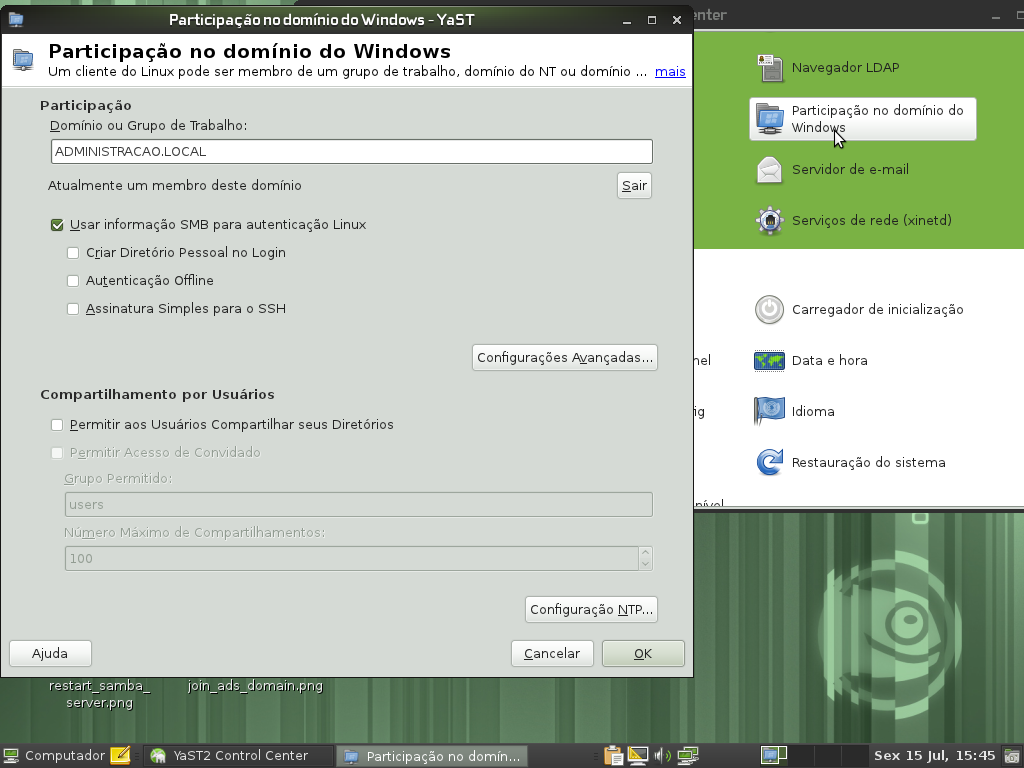 Participação no domínio do Windows - YaST
Participação no domínio do Windows
Um cliente do Linux pode ser membro de um grupo de trabalho, domínio do NT ou domínio ... mais
Participação
Domínio ou Grupo de Trabalho:
ADMINISTRACAO.LOCAL
Atualmente um membro deste domínio
Sair
Usar informação SMB para autenticação Linux
Criar Diretório Pessoal no Login
Autenticação Offline
Assinatura Simples para o SSH
Configurações Avançadas...
Compartilhamento por Usuários
Permitir aos Usuários Compartilhar seus Diretórios
Permitir Acesso de Convidado
Grupo Permitido:
users
Número Máximo de Compartilhamentos:
100
Configuração NTP...
Ajuda
Cancelar
OK
enter
Navegador LDAP
Participação no domínio do
Windows
Servidor de e-mail
Serviços de rede (xinetd)
Carregador de inicialização
nel
Data e hora
ig
Idioma
Restauração do sistema
nível
restart_samba_
server.png
join_ads_domain.png
Computador
YaST2 Control Center
Participação no domín...
Sex 15 Jul, 15:45